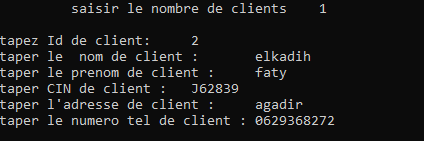 saisir le nombre de clients 1
tapez Id de client: 2
taper le nom de client : elkadih
taper le prenom de client : faty
taper CIN de client : J62839
taper l'adresse de client : agadir
taper le numero tel de client : 0629368272